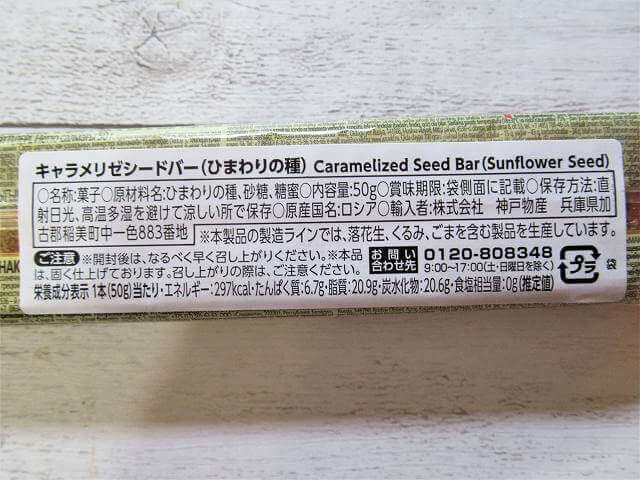 キャラメリゼシードバー(ひまわりの種) Caramelized Seed Bar(Sunflower Seed)
○名称:菓子○原材料名:ひまわりの種、砂糖、糖蜜○内容量:50g○賞味期限:袋側面に記載○保存方法:直
射日光、高温多湿を避けて涼しい所で保存○原産国名:ロシア○輸入者:株式会社 神戸物産 兵庫県加
古郡稲美町中一色883番地
※本製品の製造ラインでは、落花生、くるみ、ごまを含む製品を生産しています。
ご注意 ※開封後は、なるべく早く召し上がりください。※本品
は、固く仕上げております。召し上がりの際は、ご注意ください。
お問い
合わせ先
0120-808348
9:00～17:00(土・日曜日を除く)
プラ
袋
栄養成分表示 1本(50g)当たり・エネルギー:297kcal・たんぱく質:6.7g・脂質:20.9g・炭水化物:20.6g・食塩相当量:0g(推定値)